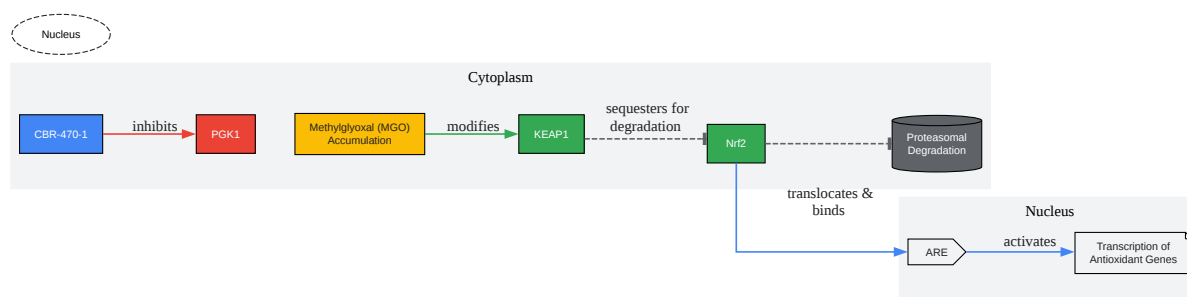 Nucleus
Cytoplasm
CBR-470-1
inhibits
PGK1
Methylglyoxal (MGO)
Accumulation
modifies
KEAP1
sequesters for
degradation
Nrf2
Proteasomal
Degradation
translocates &
binds
Nucleus
ARE
activates
Transcription of
Antioxidant Genes